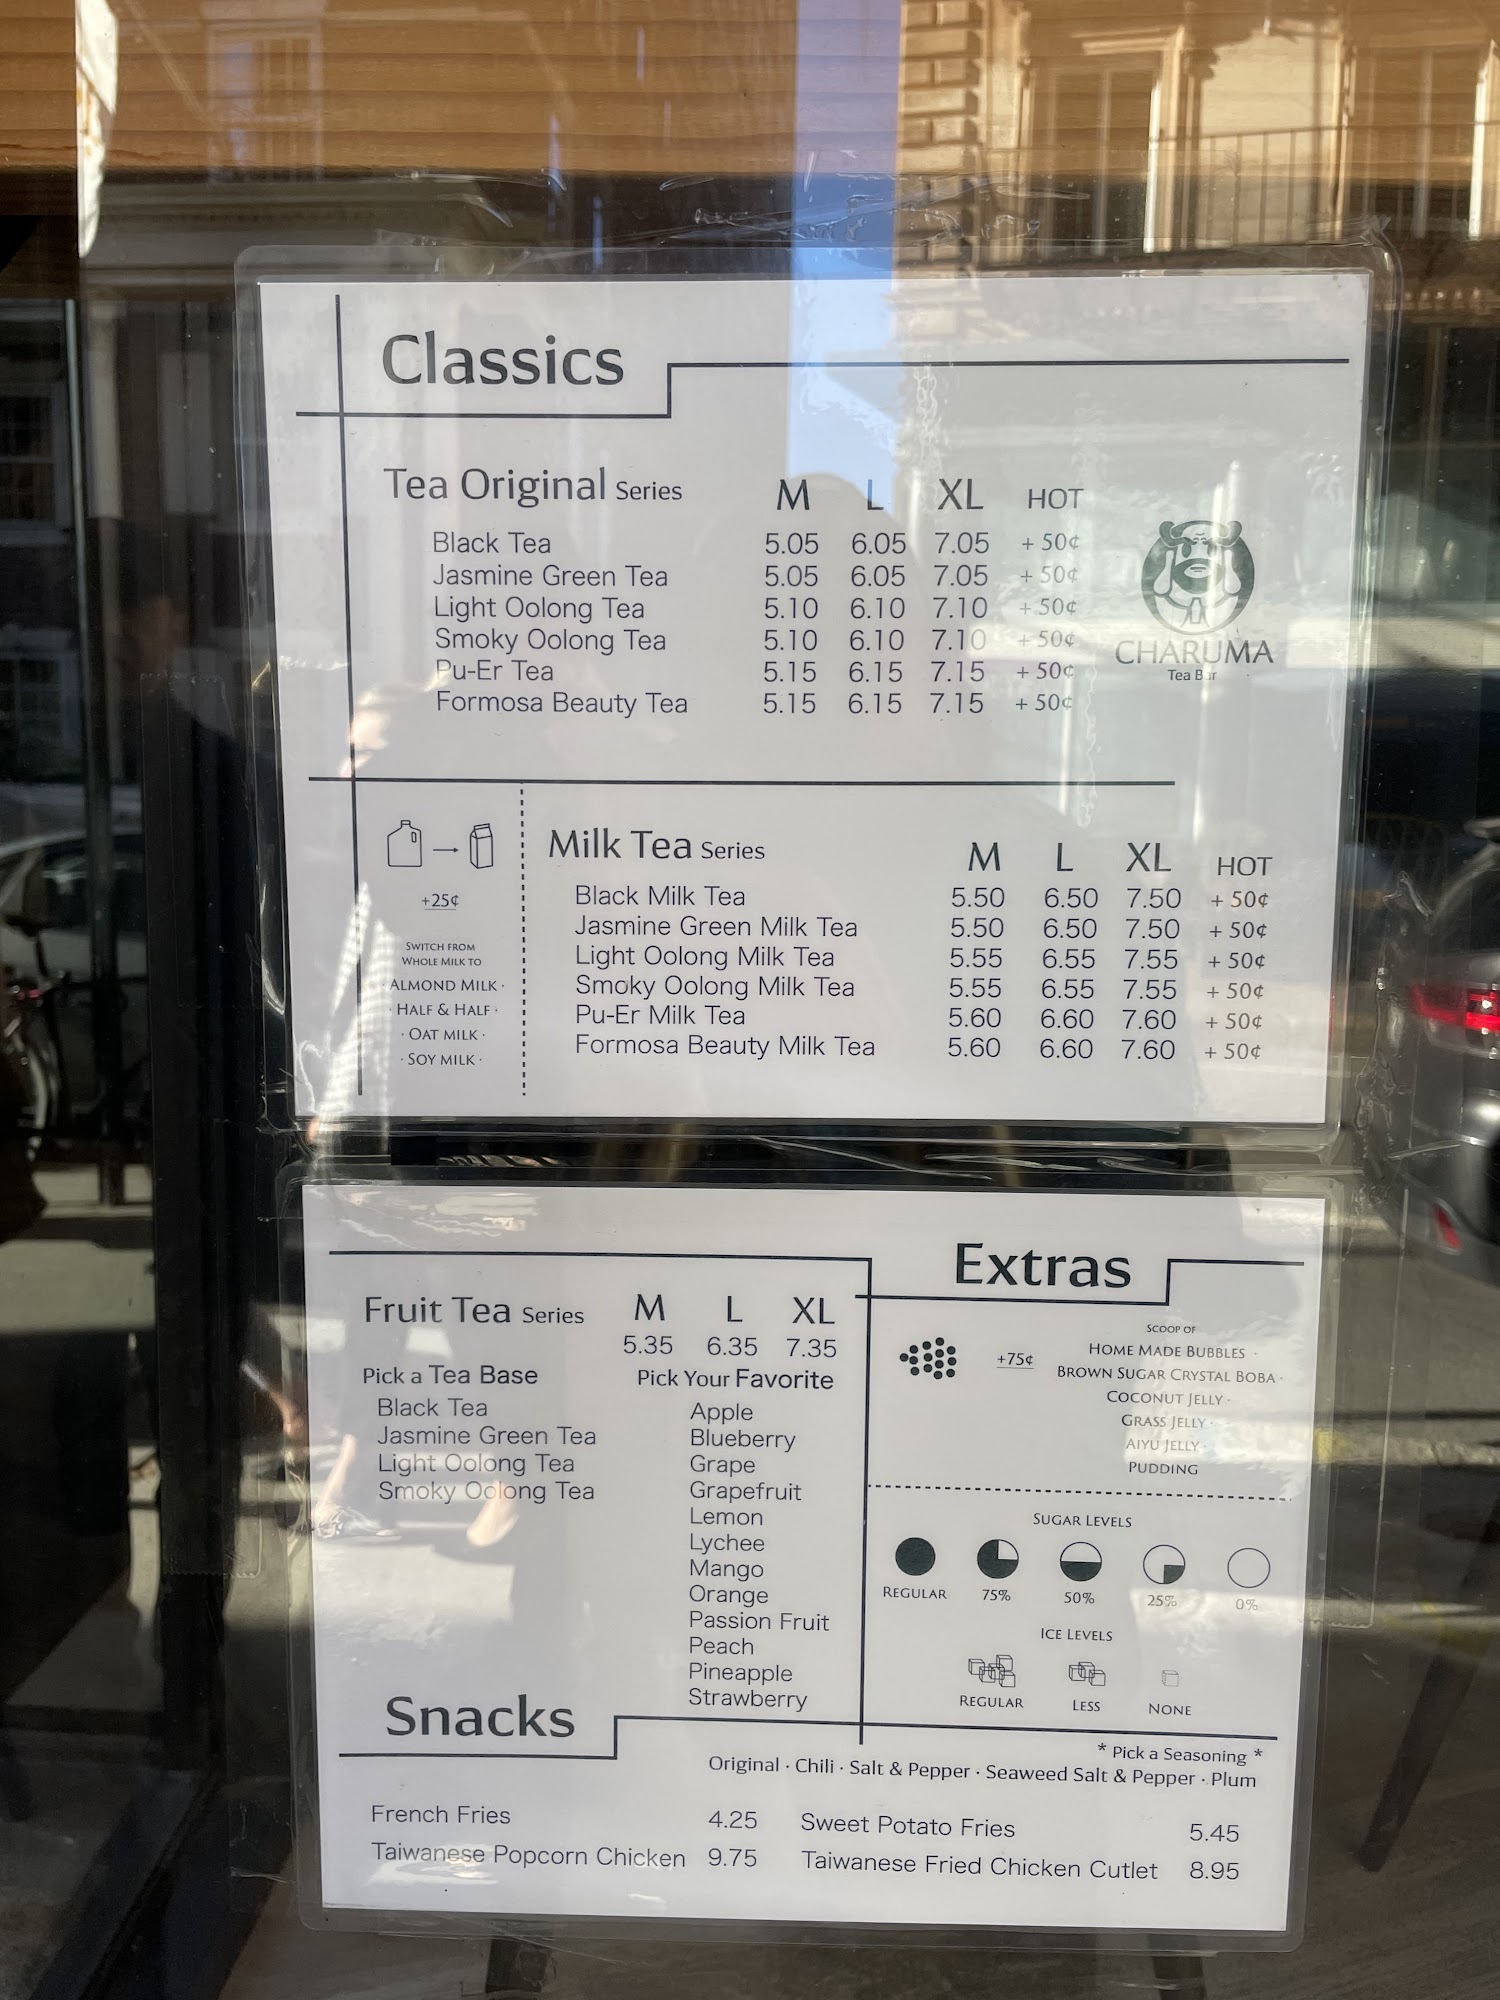 Classics
Tea Original Series M L XL HOT
Black Tea 5.05 6.05 7.05 + 50¢
Jasmine Green Tea 5.05 6.05 7.05 + 50¢
Light Oolong Tea 5.10 6.10 7.10 + 50¢
Smoky Oolong Tea 5.10 6.10 7.10 + 50¢
Pu-Er Tea 5.15 6.15 7.15 + 50¢
Formosa Beauty Tea 5.15 6.15 7.15 + 50¢
CHARUMA
Tea Bar
+25¢
SWITCH FROM
WHOLE MILK TO
· ALMOND MILK ·
· HALF & HALF ·
· OAT MILK ·
· SOY MILK ·
Milk Tea Series M L XL HOT
Black Milk Tea 5.50 6.50 7.50 + 50¢
Jasmine Green Milk Tea 5.50 6.50 7.50 + 50¢
Light Oolong Milk Tea 5.55 6.55 7.55 + 50¢
Smoky Oolong Milk Tea 5.55 6.55 7.55 + 50¢
Pu-Er Milk Tea 5.60 6.60 7.60 + 50¢
Formosa Beauty Milk Tea 5.60 6.60 7.60 + 50¢
Fruit Tea Series M L XL
5.35 6.35 7.35
Pick a Tea Base
Black Tea
Jasmine Green Tea
Light Oolong Tea
Smoky Oolong Tea
Pick Your Favorite
Apple
Blueberry
Grape
Grapefruit
Lemon
Lychee
Mango
Orange
Passion Fruit
Peach
Pineapple
Strawberry
Extras
+75¢
SCOOP OF
HOME MADE BUBBLES ·
BROWN SUGAR CRYSTAL BOBA ·
COCONUT JELLY ·
GRASS JELLY ·
AIYU JELLY ·
PUDDING
SUGAR LEVELS
REGULAR 75% 50% 25% 0%
ICE LEVELS
REGULAR LESS NONE
Snacks
* Pick a Seasoning *
Original · Chili · Salt & Pepper · Seaweed Salt & Pepper · Plum
French Fries 4.25 Sweet Potato Fries 5.45
Taiwanese Popcorn Chicken 9.75 Taiwanese Fried Chicken Cutlet 8.95